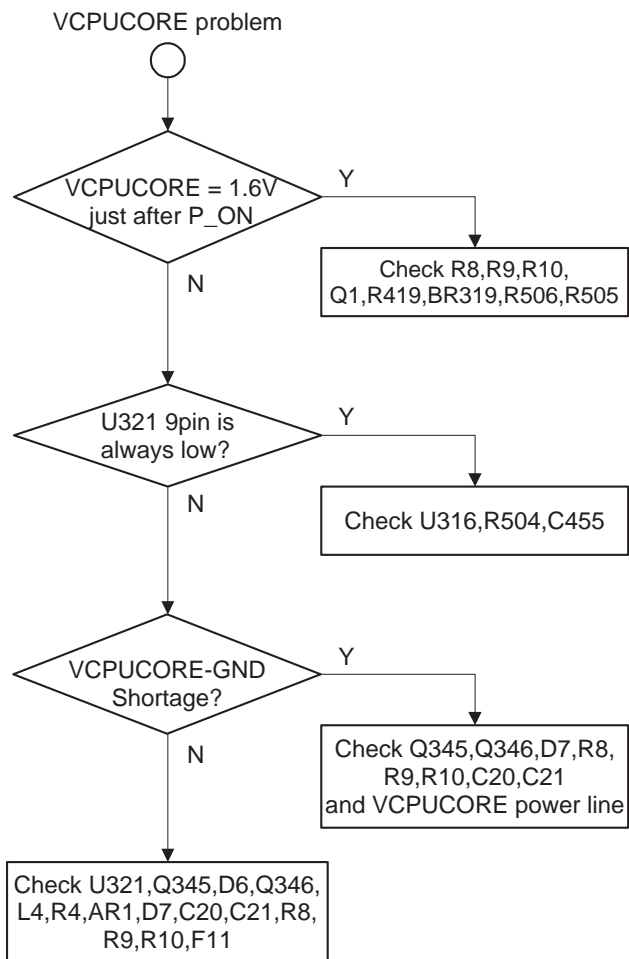 VCPUCORE problem
VCPUCORE = 1.6V
just after P_ON
Y
Check R8,R9,R10,
Q1,R419,BR319,R506,R505
N
U321 9pin is
always low?
Y
Check U316,R504,C455
N
VCPUCORE-GND
Shortage?
Y
Check Q345,Q346,D7,R8,
R9,R10,C20,C21
and VCPUCORE power line
N
Check U321,Q345,D6,Q346,
L4,R4,AR1,D7,C20,C21,R8,
R9,R10,F11